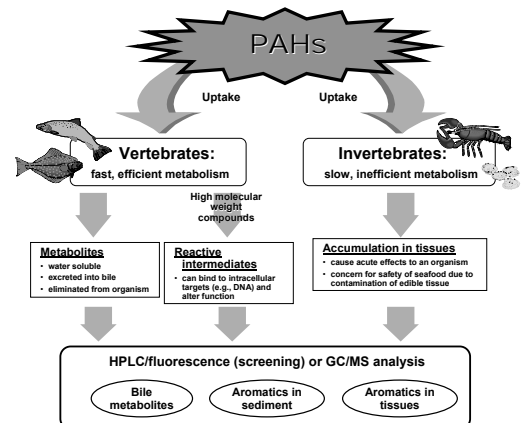 PAHs
Uptake
Uptake
Vertebrates:
fast, efficient metabolism
Invertebrates:
slow, inefficient metabolism
High molecular
weight
compounds
Metabolites
• water soluble
• excreted into bile
• eliminated from organism
Reactive
intermediates
• can bind to intracellular
targets (e.g., DNA) and
alter function
Accumulation in tissues
• cause acute effects to an organism
• concern for safety of seafood due to
contamination of edible tissue
HPLC/fluorescence (screening) or GC/MS analysis
Bile
metabolites
Aromatics in
sediment
Aromatics in
tissues